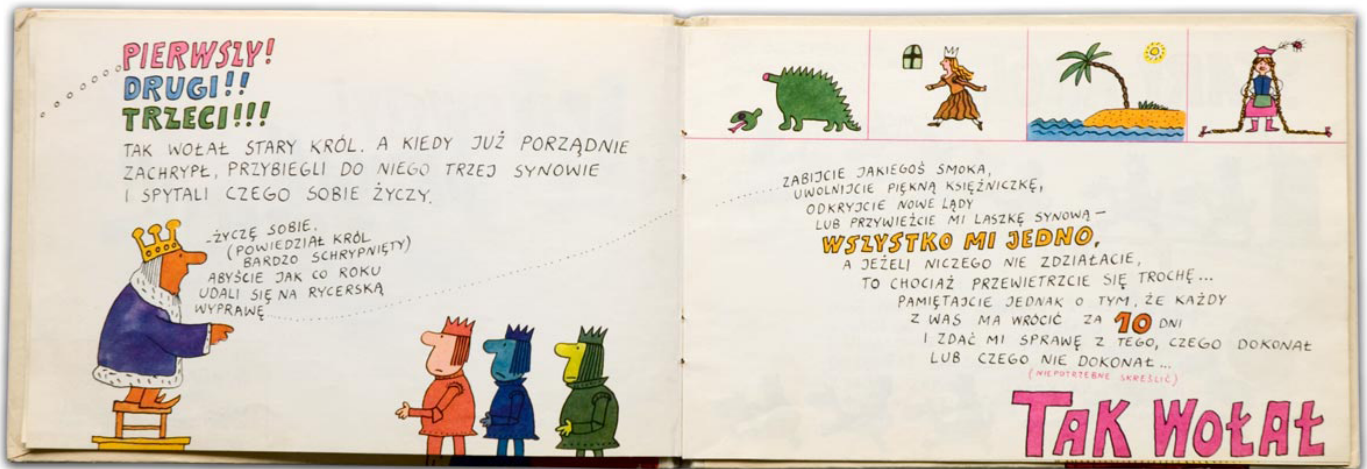 PIERWSZY!
DRUGI!!
TRZECI!!!
TAK WOŁAŁ STARY KRÓL. A KIEDY JUŻ PORZĄDNIE
ZACHRYPŁ, PRZYBIEGLI DO NIEGO TRZEJ SYNOWIE
I SPYTALI CZEGO SOBIE ŻYCZY.
-ŻYCZĘ SOBIE.
(POWIEDZIAŁ KRÓL
BARDZO SCHRYPNIĘTY)
ABYŚCIE JAK CO ROKU
UDALI SIĘ NA RYCERSKĄ
WYPRAWĘ
ZABIJCIE JAKIEGOŚ SMOKA,
UWOLNIJCIE PIĘKNĄ KSIĘŻNICZKĘ,
ODKRYJCIE NOWE LĄDY
LUB PRZYWIEŹCIE MI LASZKĘ SYNOWĄ –
WSZYSTKO MI JEDNO,
A JEŻELI NICZEGO NIE ZDZIAŁACIE,
TO CHOCIAŻ PRZEWIETRZCIE SIĘ TROCHĘ...
PAMIĘTAJCIE JEDNAK O TYM, ŻE KAŻDY
Z WAS MA WRÓCIĆ ZA 10 DNI
I ZDAĆ MI SPRAWĘ Z TEGO, CZEGO DOKONAŁ
LUB CZEGO NIE DOKONAŁ...
(NIEPOTRZEBNE SKREŚLIĆ)
TAK WOŁAŁ